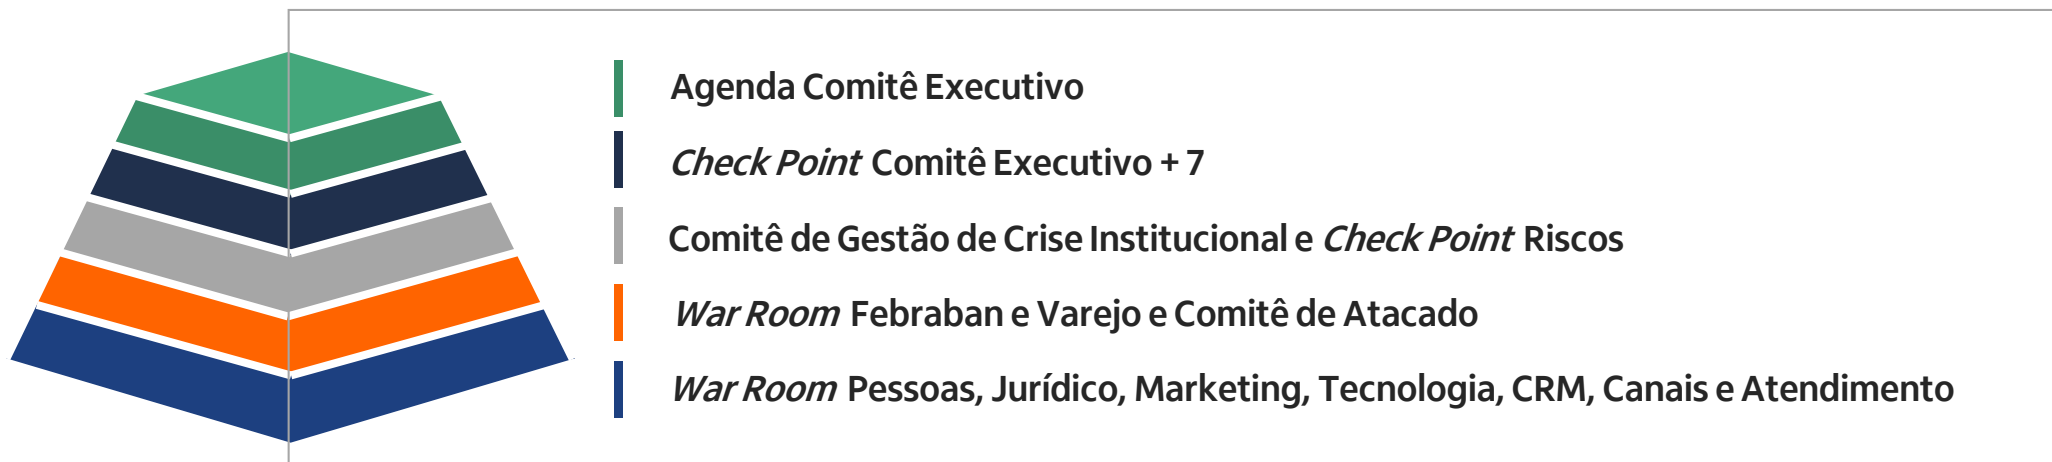 Agenda Comitê Executivo
Check Point Comitê Executivo + 7
Comitê de Gestão de Crise Institucional e Check Point Riscos
War Room Febraban e Varejo e Comitê de Atacado
War Room Pessoas, Jurídico, Marketing, Tecnologia, CRM, Canais e Atendimento